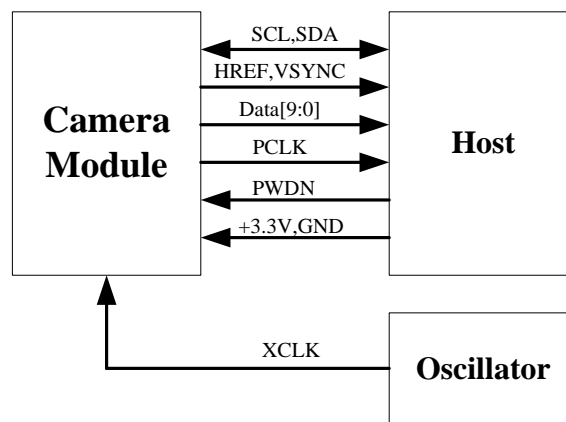 SCL,SDA
HREF,VSYNC
Data[9:0]
PCLK
PWDN
+3.3V,GND
Camera
Module
Host
XCLK
Oscillator